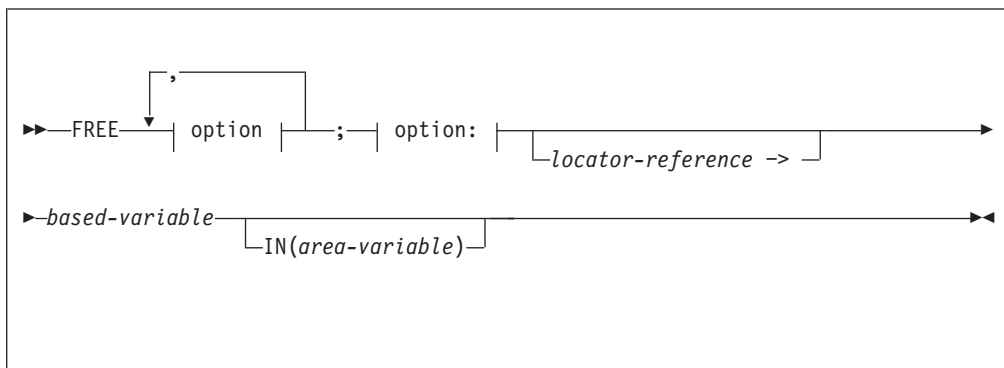 ,
FREE option ; option:
locator-reference −>
based-variable
IN(area-variable)